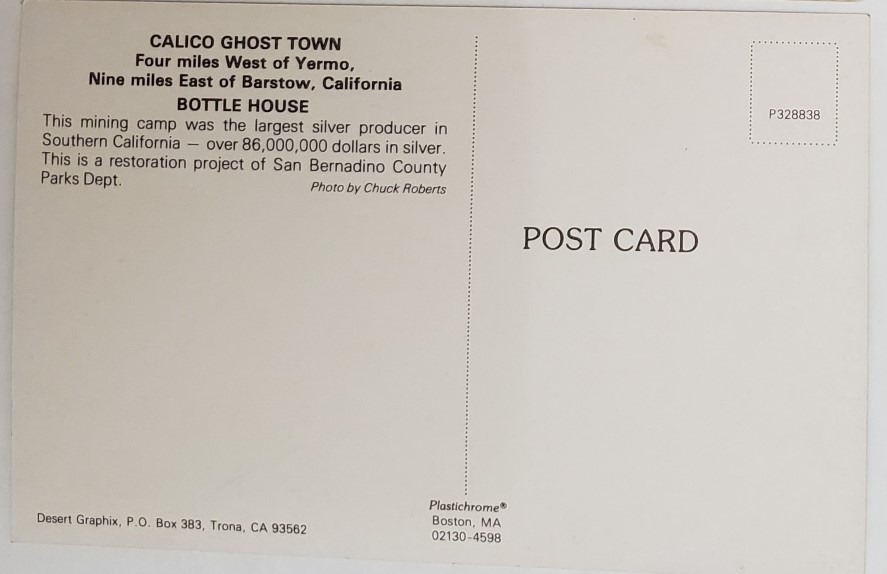 CALICO GHOST TOWN
Four miles West of Yermo,
Nine miles East of Barstow, California
BOTTLE HOUSE
This mining camp was the largest silver producer in
Southern California — over 86,000,000 dollars in silver.
This is a restoration project of San Bernadino County
Parks Dept.
Photo by Chuck Roberts
P328838
POST CARD
Desert Graphix, P.O. Box 383, Trona, CA 93562
Plastichrome®
Boston, MA
02130-4598